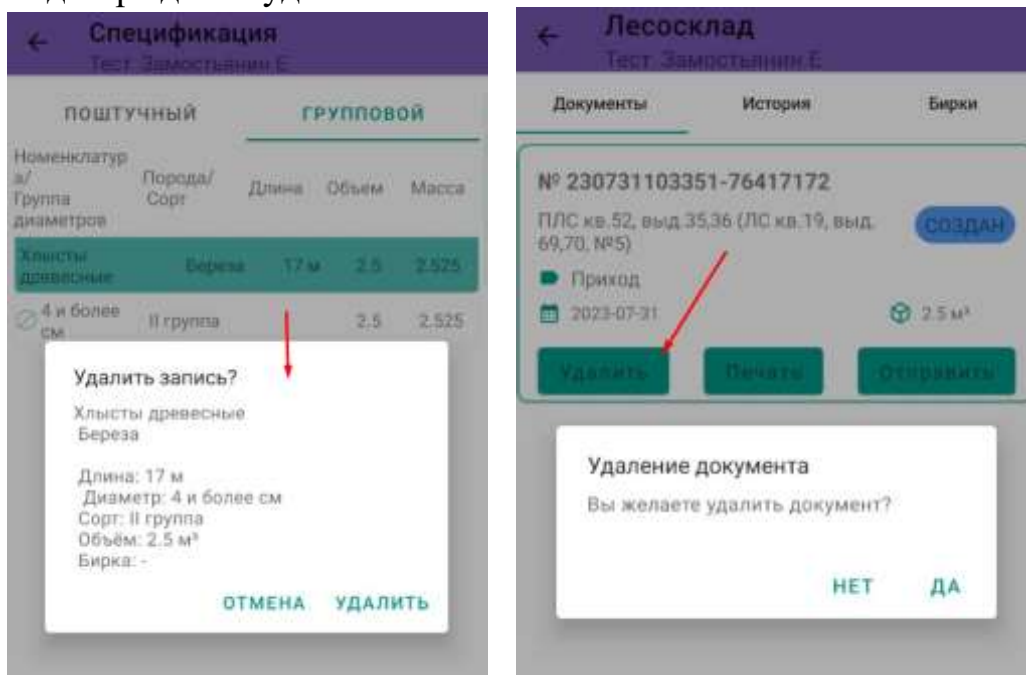 Спецификация
Тест Замостьянин Е
ПОШТУЧНЫЙ ГРУППОВОЙ
Номенклатур
а/
Группа
диаметров
Порода/
Сорт
Длина Объем Масса
Хлысты
древесные
Береза 17 м 2.5 2.525
4 и более
см
II группа 2.5 2.525
Удалить запись?
Хлысты древесные
Береза
Длина: 17 м
Диаметр: 4 и более см
Сорт: II группа
Объём: 2.5 м³
Бирка: -
ОТМЕНА УДАЛИТЬ
Лесосклад
Тест Замостьянин Е
Документы История Бирки
№ 230731103351-76417172
ПЛС кв.52, выд.35,36 (ЛС кв.19, выд.
69,70, №5)
СОЗДАН
Приход
2023-07-31 2.5 м³
Удалить Печать Отправить
Удаление документа
Вы желаете удалить документ?
НЕТ ДА